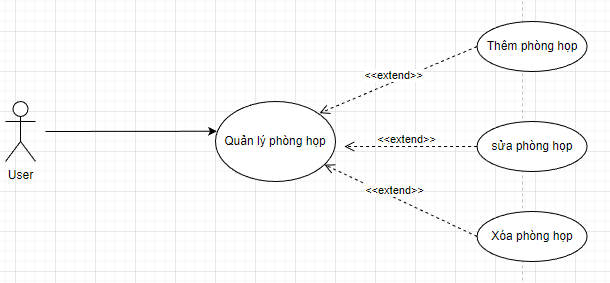 Thêm phòng họp
<<extend>>
Quản lý phòng họp
<<extend>>
sửa phòng họp
<<extend>>
User
Xóa phòng họp